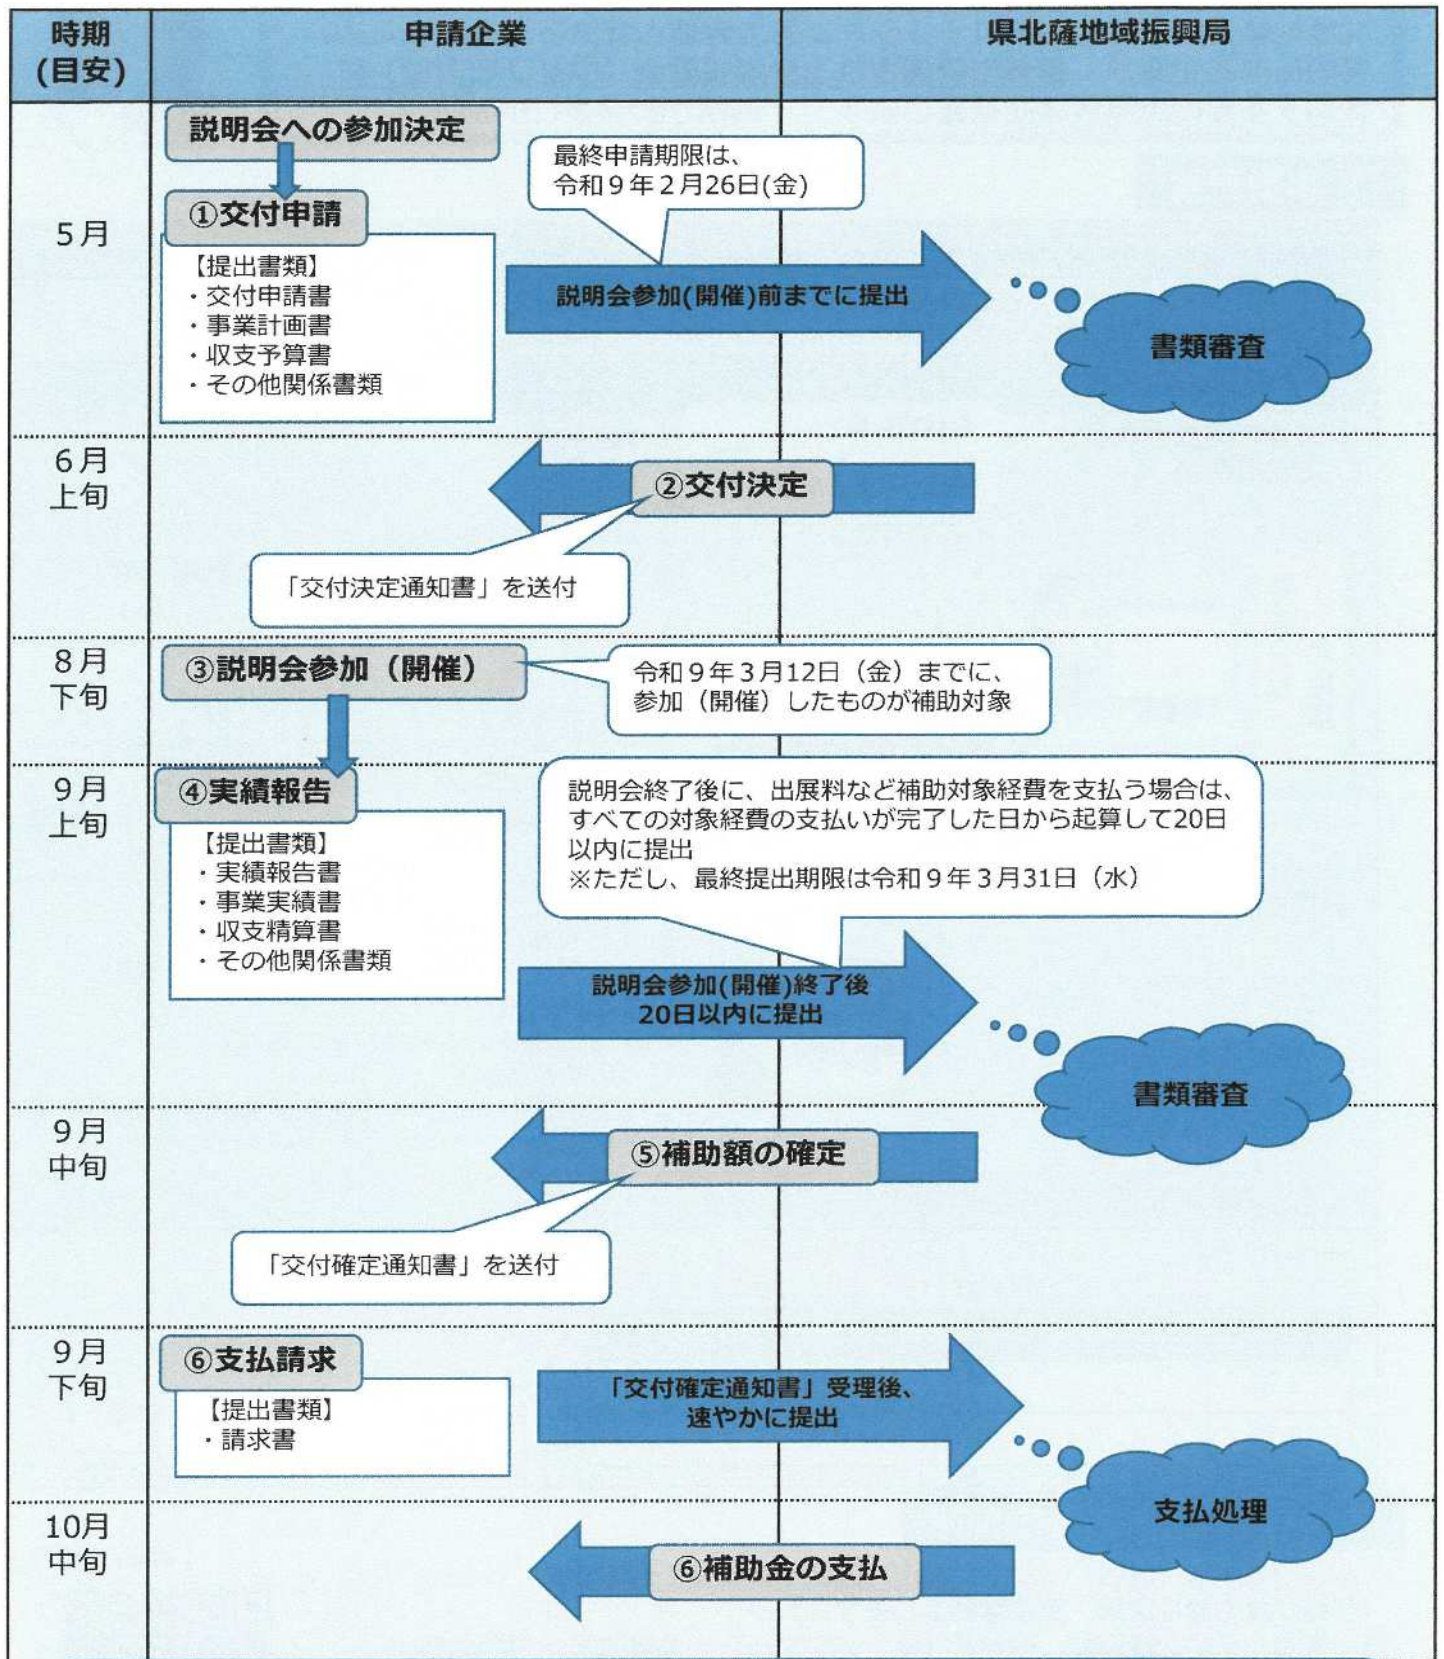 時期
(目安)
申請企業
県北薩地域振興局
5月
説明会への参加決定
①交付申請
【提出書類】
・交付申請書
・事業計画書
・収支予算書
・その他関係書類
最終申請期限は、
令和9年2月26日(金)
説明会参加(開催)前までに提出
書類審査
6月
上旬
②交付決定
「交付決定通知書」を送付
8月
下旬
③説明会参加（開催）
令和9年3月12日（金）までに、
参加（開催）したものが補助対象
9月
上旬
④実績報告
【提出書類】
・実績報告書
・事業実績書
・収支精算書
・その他関係書類
説明会終了後に、出展料など補助対象経費を支払う場合は、
すべての対象経費の支払いが完了した日から起算して20日
以内に提出
※ただし、最終提出期限は令和9年3月31日（水）
説明会参加(開催)終了後
20日以内に提出
書類審査
9月
中旬
⑤補助額の確定
「交付確定通知書」を送付
9月
下旬
⑥支払請求
【提出書類】
・請求書
「交付確定通知書」受理後、
速やかに提出
支払処理
10月
中旬
⑥補助金の支払